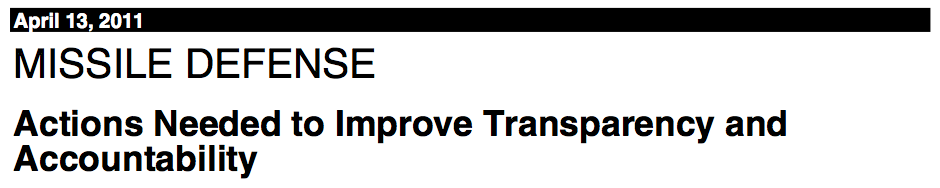 April 13, 2011
MISSILE DEFENSE
Actions Needed to Improve Transparency and
Accountability